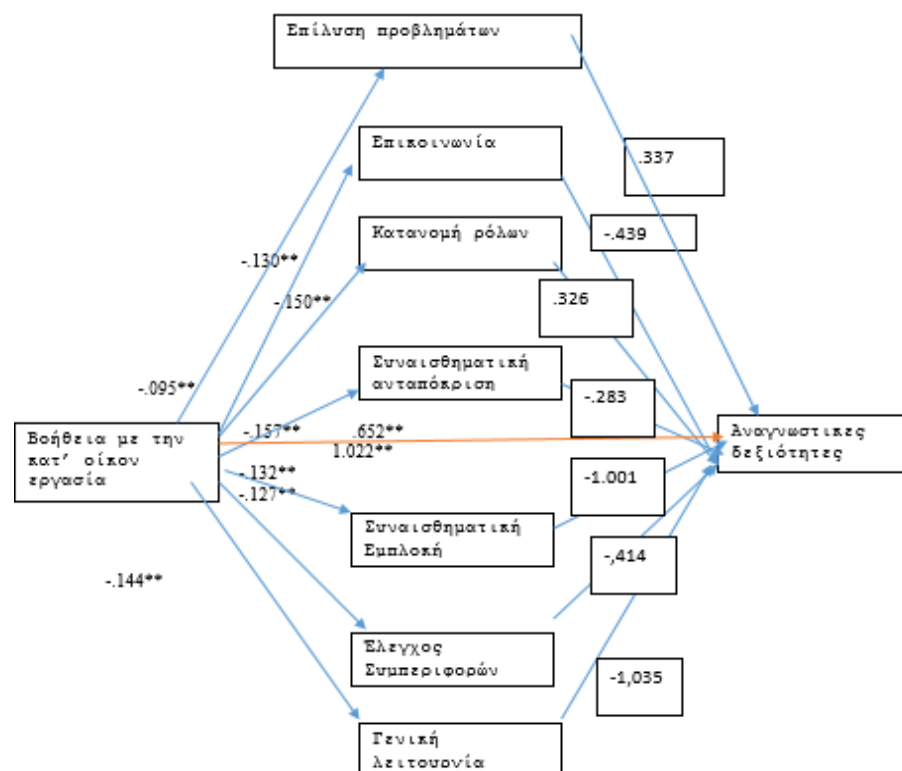 Επίλυση προβλημάτων
Επικοινωνία
.337
Κατανομή ρόλων
-.439
-.130**
-.150**
.326
Συναισθηματική
ανταπόκριση
-.095**
-.283
Βοήθεια με την
κατ’ οίκον
εργασία
-.157**
.652**
1.022**
Αναγνωστικες
δεξιότητες
-.132**
-.127**
-1.001
Συναισθηματική
Εμπλοκή
-,414
-.144**
Έλεγχος
Συμπεριφορών
-1,035
Γενική
λειτουργία